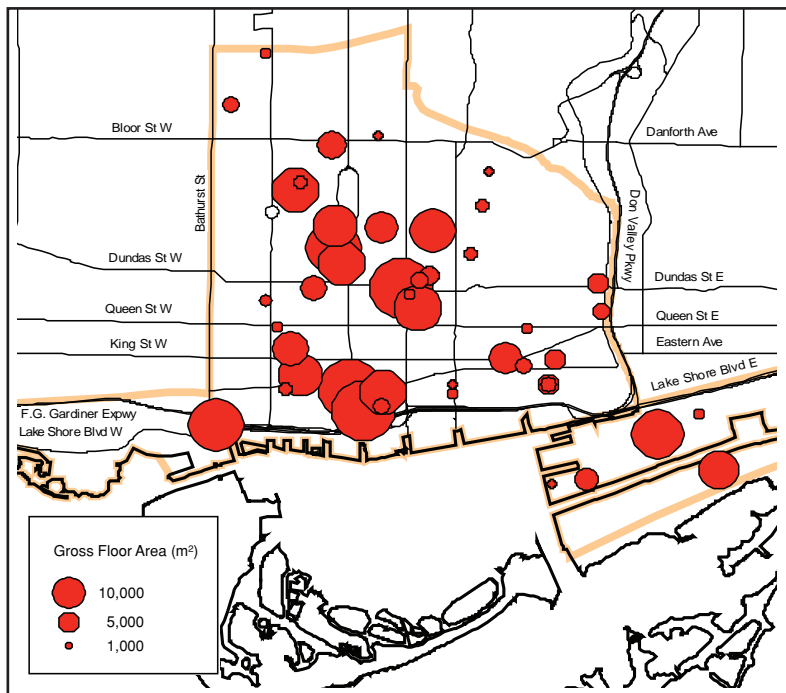 Bloor St W
Danforth Ave
Bathurst St
Don Valley Pkwy
Dundas St W
Dundas St E
Queen St W
Queen St E
King St W
Eastern Ave
Lake Shore Blvd E
F.G. Gardiner Expwy
Lake Shore Blvd W
Gross Floor Area (m²)
10,000
5,000
1,000